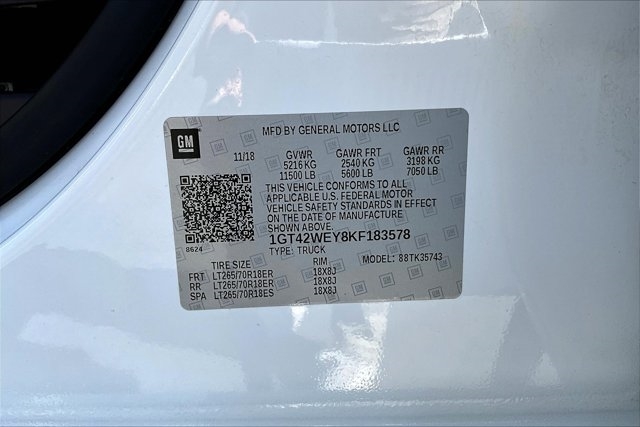 GM
MFD BY GENERAL MOTORS LLC
11/18 GVWR GAWR FRT GAWR RR
5216 KG 2540 KG 3198 KG
11500 LB 5600 LB 7050 LB
THIS VEHICLE CONFORMS TO ALL
APPLICABLE U.S. FEDERAL MOTOR
VEHICLE SAFETY STANDARDS IN EFFECT
ON THE DATE OF MANUFACTURE
SHOWN ABOVE.
1GT42WEY8KF183578
8624
TYPE: TRUCK MODEL: 88TK35743
TIRE SIZE RIM
FRT LT265/70R18ER 18X8J
RR LT265/70R18ER 18X8J
SPA LT265/70R18ES 18X8J